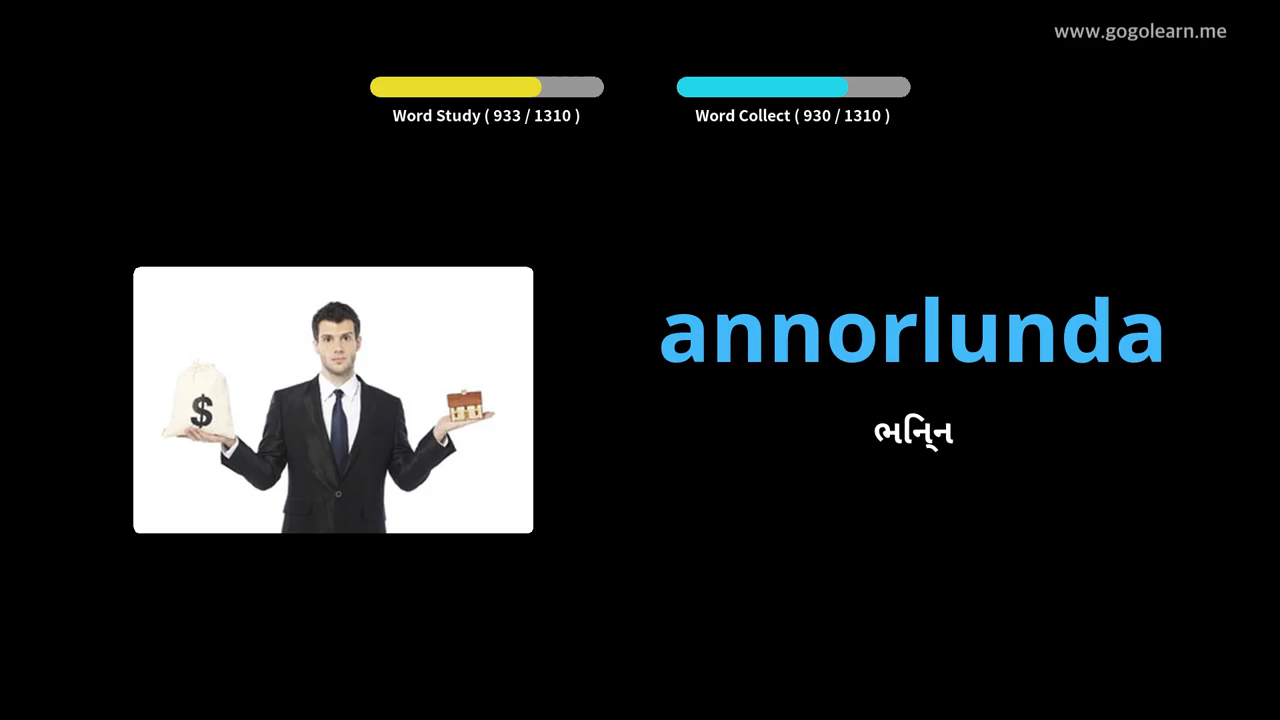 www.gogolearn.me
Word Study ( 933 / 1310 )
Word Collect ( 930 / 1310 )
annorlunda
ભિન્ન
$